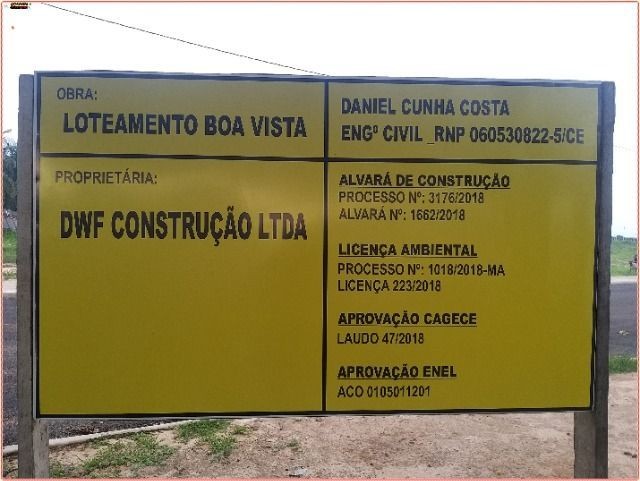 OBRA:
LOTEAMENTO BOA VISTA
DANIEL CUNHA COSTA
ENGº CIVIL _RNP 060530822-5/CE
PROPRIETÁRIA:
DWF CONSTRUÇÃO LTDA
ALVARÁ DE CONSTRUÇÃO
PROCESSO Nº: 3176/2018
ALVARÁ Nº: 1662/2018
LICENÇA AMBIENTAL
PROCESSO Nº: 1018/2018-MA
LICENÇA 223/2018
APROVAÇÃO CAGECE
LAUDO 47/2018
APROVAÇÃO ENEL
ACO 0105011201